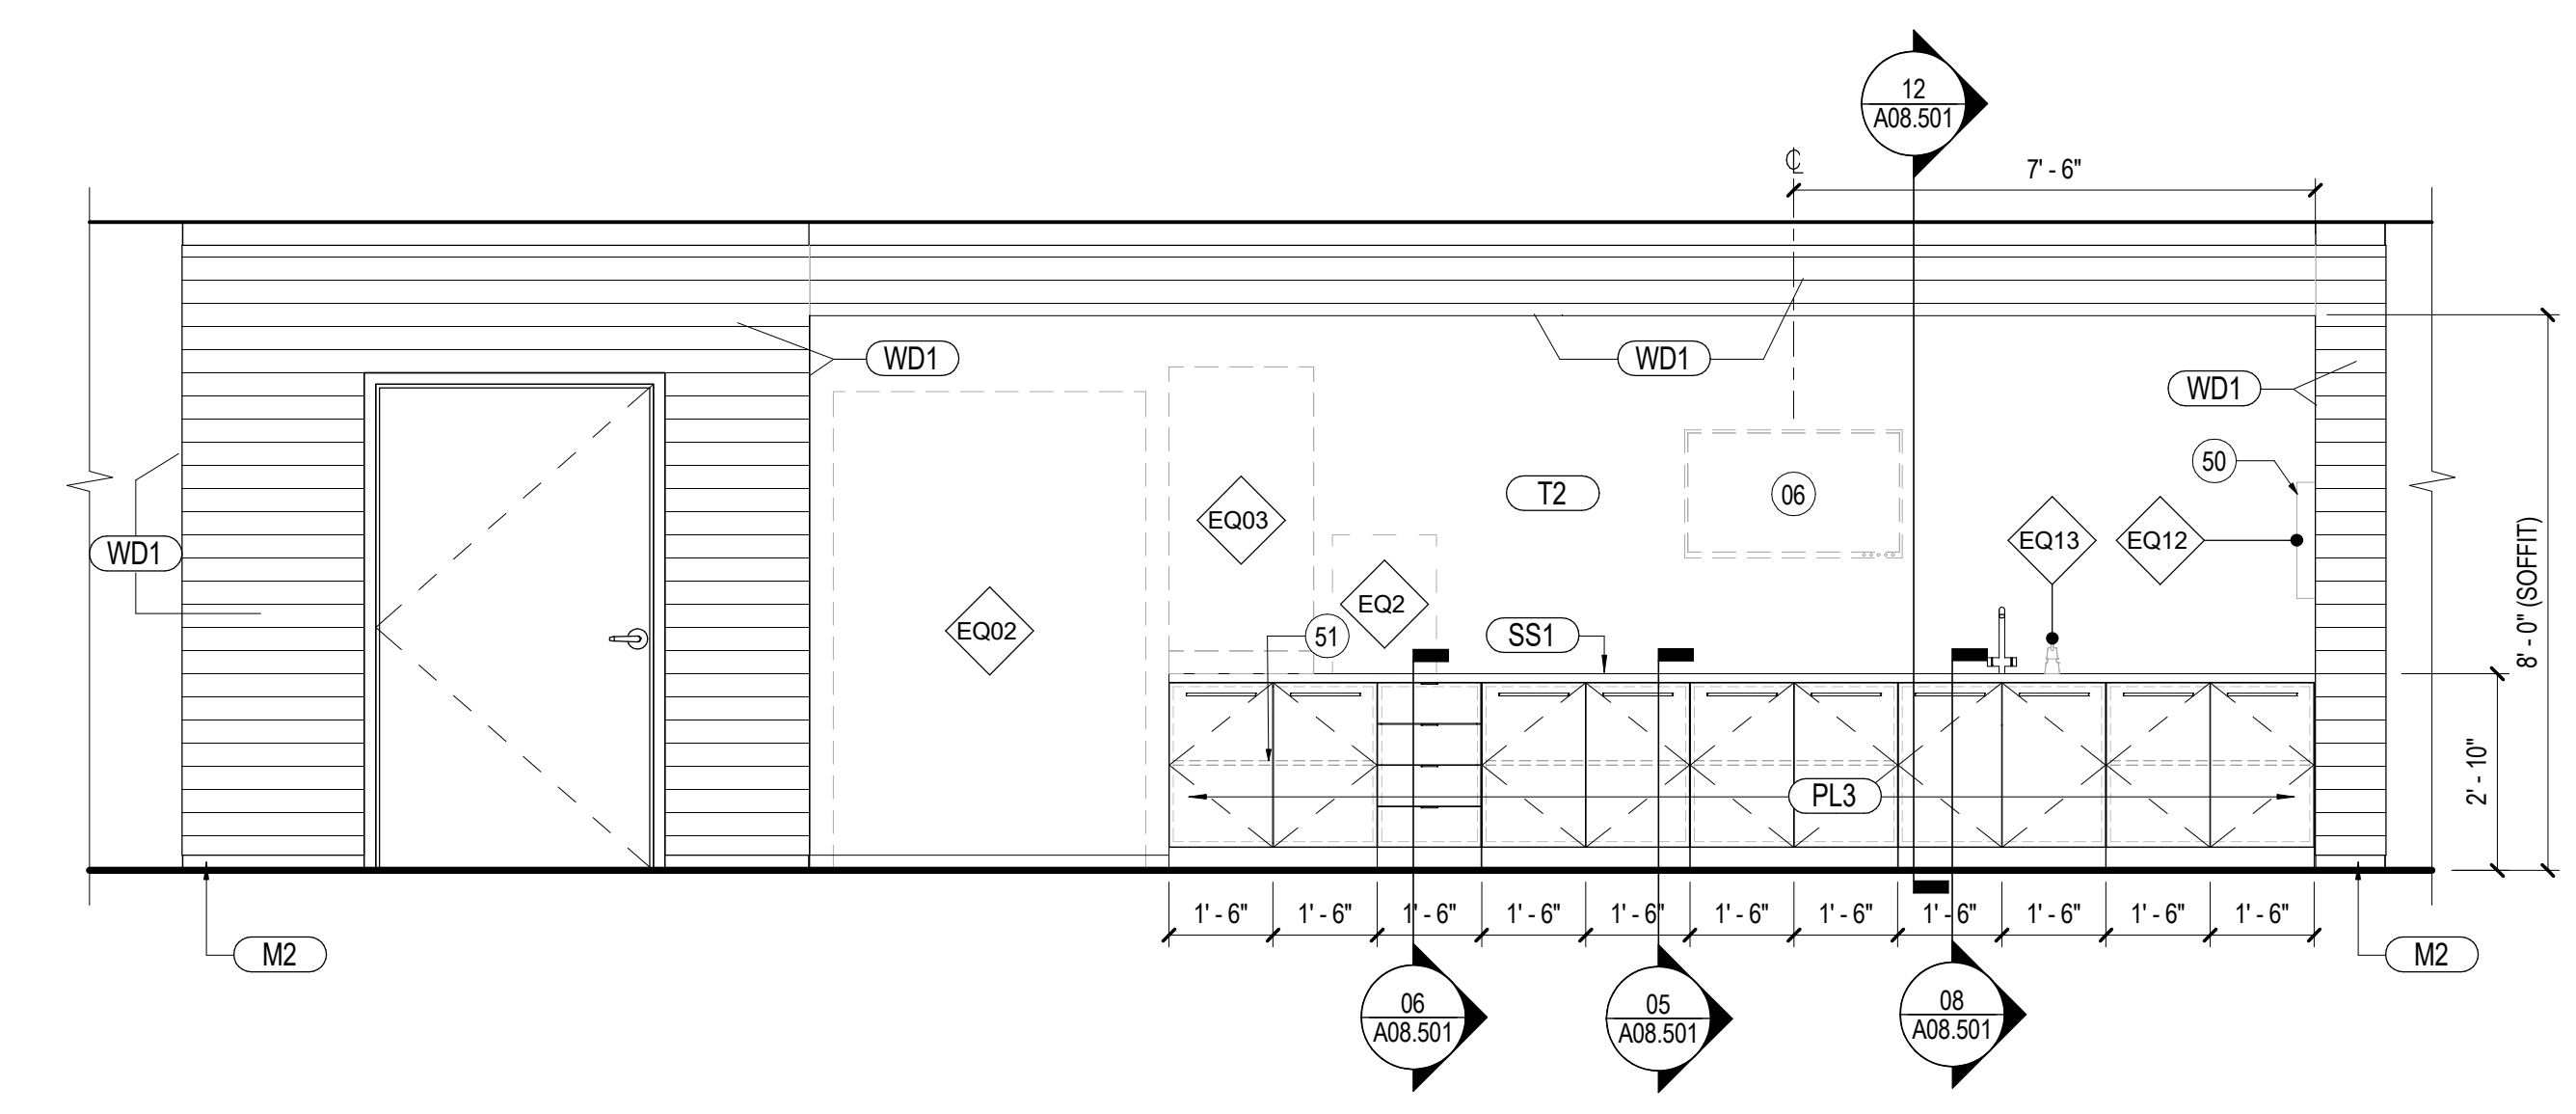 12
A08.501
℄
7' - 6"
WD1
WD1
WD1
50
T2
06
EQ03
EQ13
EQ12
WD1
8' - 0" (SOFFIT)
EQ2
EQ02
51
SS1
2' - 10"
PL3
1' - 6"
1' - 6"
1' - 6"
1' - 6"
1' - 6"
1' - 6"
1' - 6"
1' - 6"
1' - 6"
1' - 6"
1' - 6"
M2
M2
06
A08.501
05
A08.501
08
A08.501